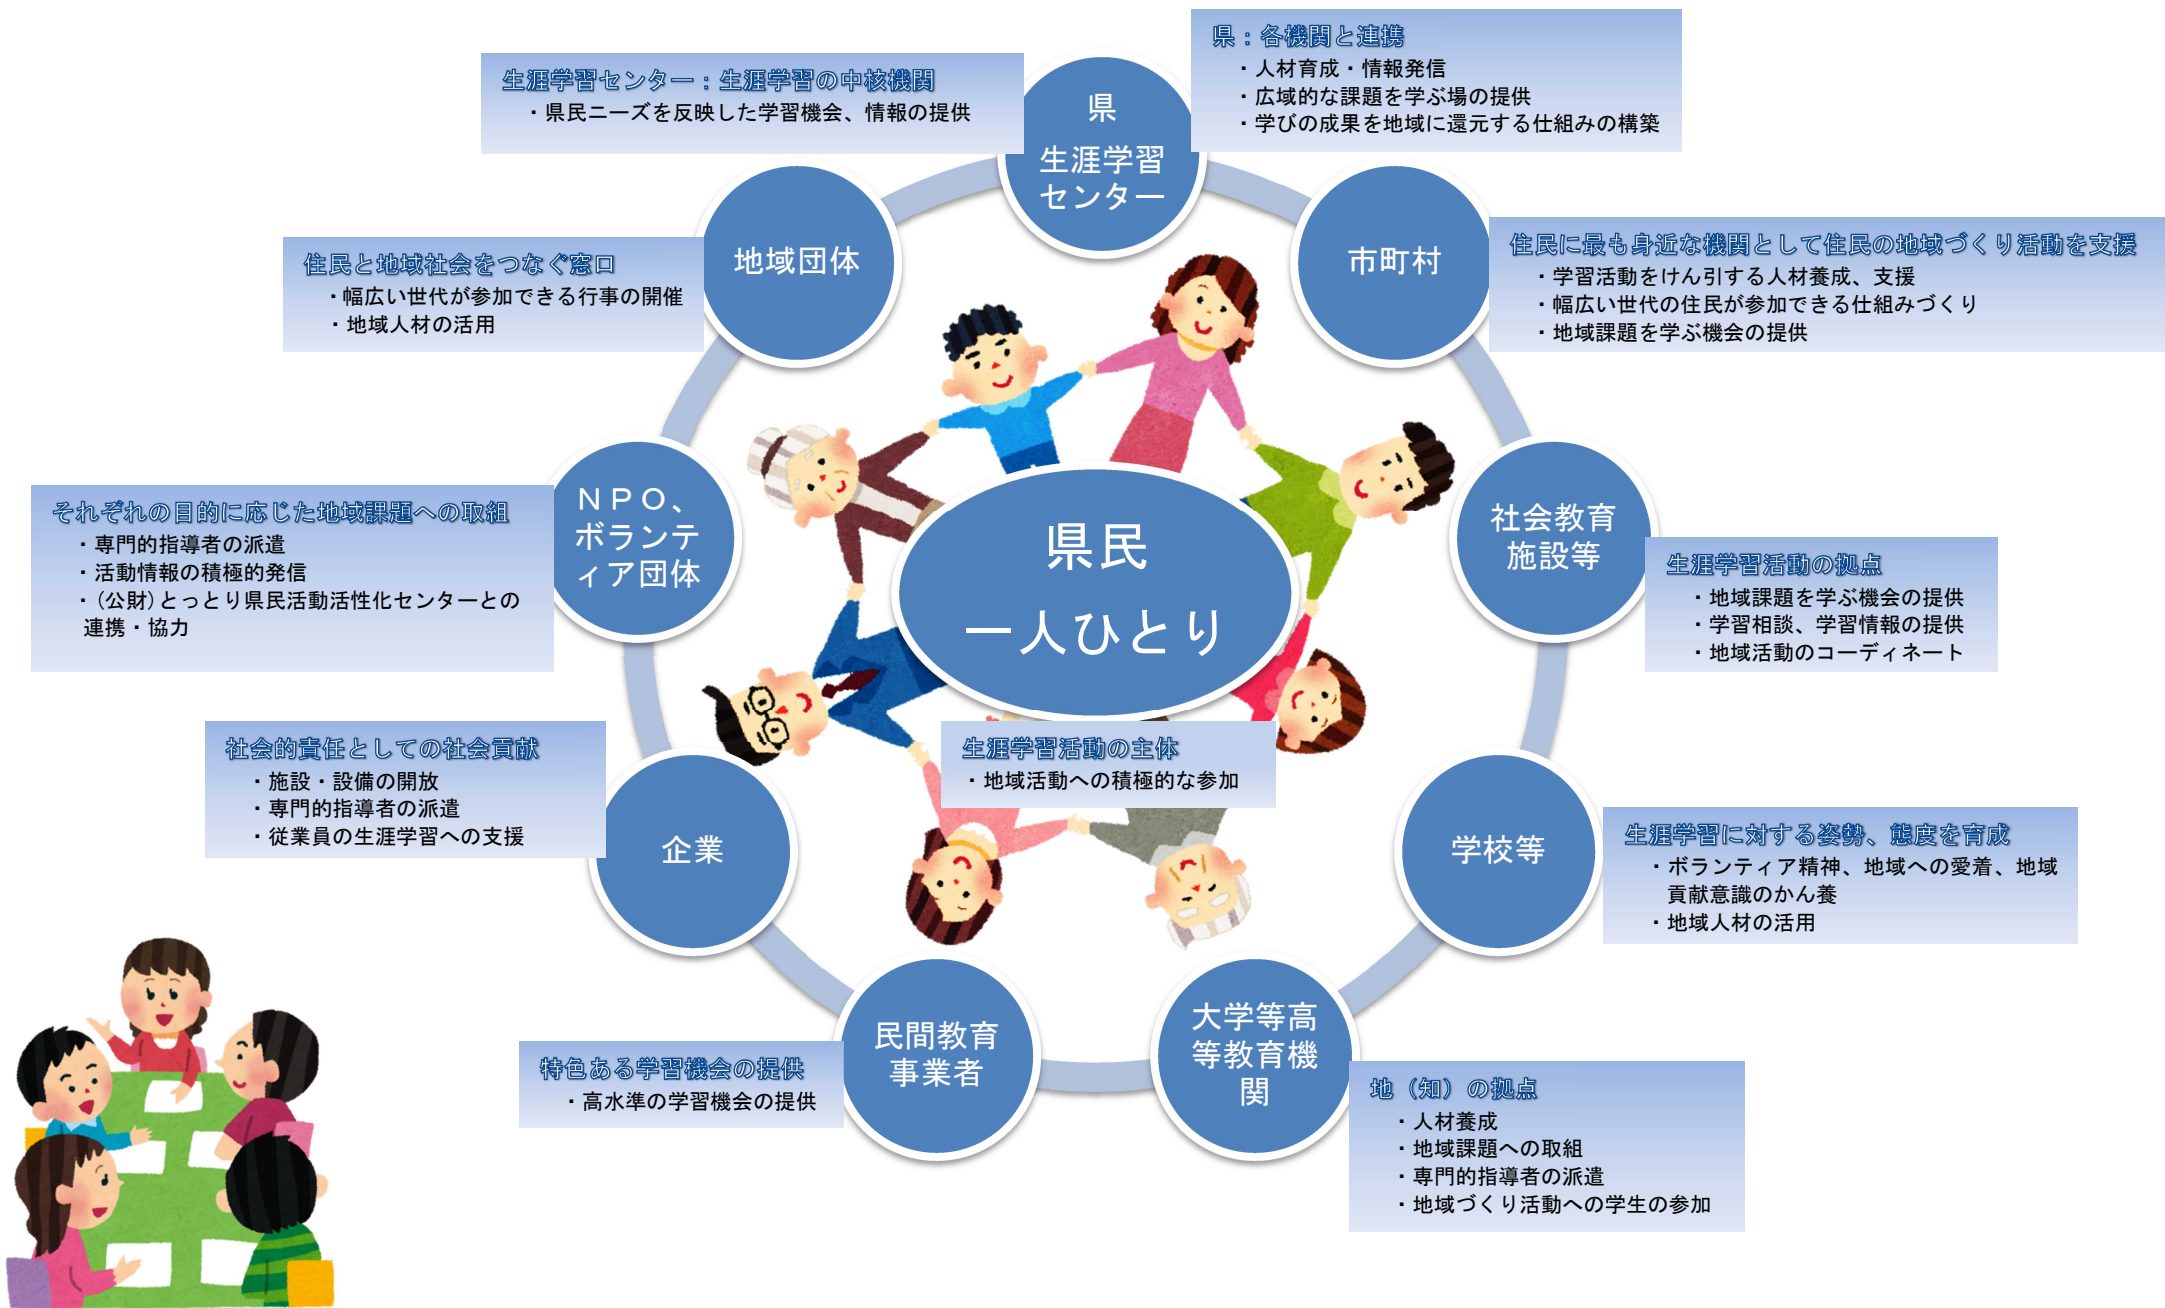 県：各機関と連携
・人材育成・情報発信
・広域的な課題を学ぶ場の提供
・学びの成果を地域に還元する仕組みの構築
生涯学習センター：生涯学習の中核機関
・県民ニーズを反映した学習機会、情報の提供
県
生涯学習
センター
地域団体
住民と地域社会をつなぐ窓口
・幅広い世代が参加できる行事の開催
・地域人材の活用
市町村
住民に最も身近な機関として住民の地域づくり活動を支援
・学習活動をけん引する人材養成、支援
・幅広い世代の住民が参加できる仕組みづくり
・地域課題を学ぶ機会の提供
ＮＰＯ、
ボランテ
ィア団体
それぞれの目的に応じた地域課題への取組
・専門的指導者の派遣
・活動情報の積極的発信
・（公財）とっとり県民活動活性化センターとの
連携・協力
県民
一人ひとり
社会教育
施設等
生涯学習活動の拠点
・地域課題を学ぶ機会の提供
・学習相談、学習情報の提供
・地域活動のコーディネート
社会的責任としての社会貢献
・施設・設備の開放
・専門的指導者の派遣
・従業員の生涯学習への支援
企業
生涯学習活動の主体
・地域活動への積極的な参加
学校等
生涯学習に対する姿勢、態度を育成
・ボランティア精神、地域への愛着、地域
貢献意識のかん養
・地域人材の活用
民間教育
事業者
特色ある学習機会の提供
・高水準の学習機会の提供
大学等高
等教育機
関
地（知）の拠点
・人材養成
・地域課題への取組
・専門的指導者の派遣
・地域づくり活動への学生の参加